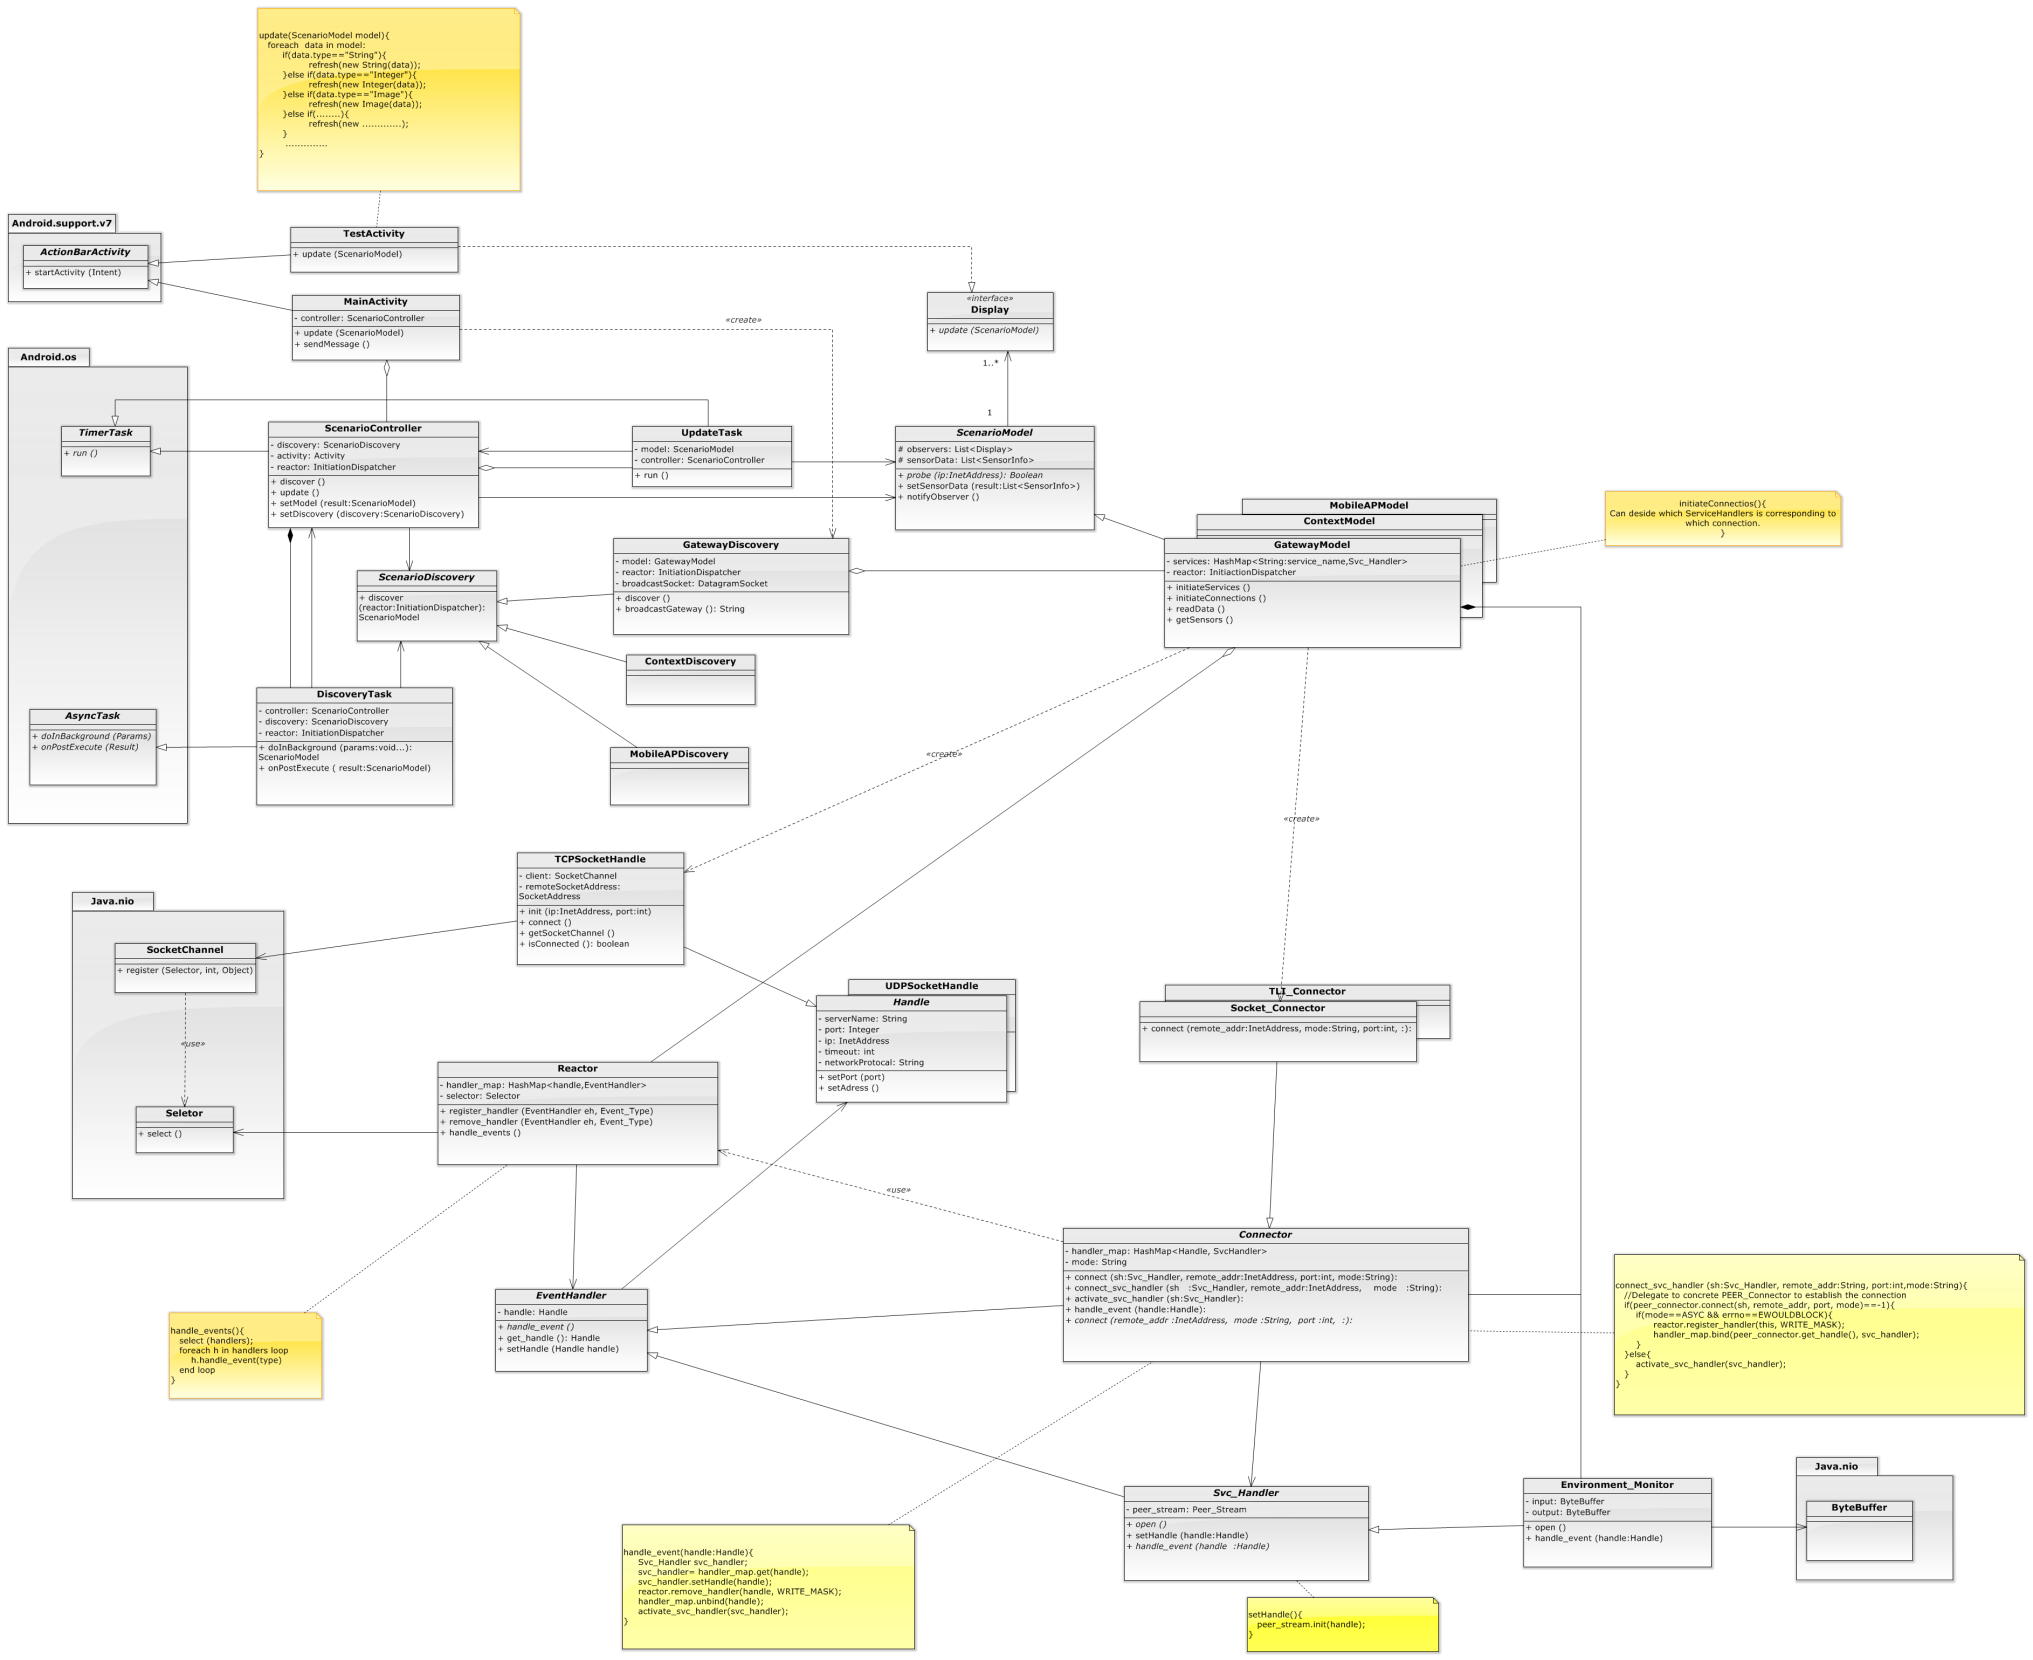 update(ScenarioModel model){
foreach  data in model:
if(data.type=="String"){
refresh(new String(data));
}else if(data.type=="Integer"){
refresh(new Integer(data));
}else if(data.type=="Image"){
refresh(new Image(data));
}else if(........){
refresh(new .............);
}
..............
}
Android.support.v7
ActionBarActivity
+ startActivity (Intent)
TestActivity
+ update (ScenarioModel)
MainActivity
- controller: ScenarioController
+ update (ScenarioModel)
+ sendMessage ()
«create»
«interface»
Display
+ update (ScenarioModel)
1..*
1
Android.os
TimerTask
+ run ()
AsyncTask
+ doInBackground (Params)
+ onPostExecute (Result)
ScenarioController
- discovery: ScenarioDiscovery
- activity: Activity
- reactor: InitiationDispatcher
+ discover ()
+ update ()
+ setModel (result:ScenarioModel)
+ setDiscovery (discovery:ScenarioDiscovery)
UpdateTask
- model: ScenarioModel
- controller: ScenarioController
+ run ()
ScenarioModel
# observers: List<Display>
# sensorData: List<SensorInfo>
+ probe (ip:InetAddress): Boolean
+ setSensorData (result:List<SensorInfo>)
+ notifyObserver ()
MobileAPModel
ContextModel
GatewayModel
- services: HashMap<String:service_name,Svc_Handler>
- reactor: InitiactionDispatcher
+ initiateServices ()
+ initiateConnections ()
+ readData ()
+ getSensors ()
initiateConnectios(){
Can deside which ServiceHandlers is corresponding to
which connection.
}
ScenarioDiscovery
+ discover
(reactor:InitiationDispatcher):
ScenarioModel
GatewayDiscovery
- model: GatewayModel
- reactor: InitiationDispatcher
- broadcastSocket: DatagramSocket
+ discover ()
+ broadcastGateway (): String
ContextDiscovery
MobileAPDiscovery
DiscoveryTask
- controller: ScenarioController
- discovery: ScenarioDiscovery
- reactor: InitiationDispatcher
+ doInBackground (params:void...):
ScenarioModel
+ onPostExecute ( result:ScenarioModel)
«create»
«create»
TCPSocketHandle
- client: SocketChannel
- remoteSocketAddress:
SocketAddress
+ init (ip:InetAddress, port:int)
+ connect ()
+ getSocketChannel ()
+ isConnected (): boolean
Java.nio
SocketChannel
+ register (Selector, int, Object)
«use»
Seletor
+ select ()
UDPSocketHandle
Handle
- serverName: String
- port: Integer
- ip: InetAddress
- timeout: int
- networkProtocal: String
+ setPort (port)
+ setAdress ()
TLI_Connector
Socket_Connector
+ connect (remote_addr:InetAddress, mode:String, port:int, :):
Reactor
- handler_map: HashMap<handle,EventHandler>
- selector: Selector
+ register_handler (EventHandler eh, Event_Type)
+ remove_handler (EventHandler eh, Event_Type)
+ handle_events ()
«use»
Connector
- handler_map: HashMap<Handle, SvcHandler>
- mode: String
+ connect (sh:Svc_Handler, remote_addr:InetAddress, port:int, mode:String):
+ connect_svc_handler (sh   :Svc_Handler, remote_addr:InetAddress,    mode   :String):
+ activate_svc_handler (sh:Svc_Handler):
+ handle_event (handle:Handle):
+ connect (remote_addr :InetAddress,  mode :String,  port :int,  :):
EventHandler
- handle: Handle
+ handle_event ()
+ get_handle (): Handle
+ setHandle (Handle handle)
handle_events(){
select (handlers);
foreach h in handlers loop
h.handle_event(type)
end loop
}
connect_svc_handler (sh:Svc_Handler, remote_addr:String, port:int,mode:String){
//Delegate to concrete PEER_Connector to establish the connection
if(peer_connector.connect(sh, remote_addr, port, mode)==-1){
if(mode==ASYC && errno==EWOULDBLOCK){
reactor.register_handler(this, WRITE_MASK);
handler_map.bind(peer_connector.get_handle(), svc_handler);
}
}else{
activate_svc_handler(svc_handler);
}
}
Svc_Handler
- peer_stream: Peer_Stream
+ open ()
+ setHandle (handle:Handle)
+ handle_event (handle  :Handle)
Environment_Monitor
- input: ByteBuffer
- output: ByteBuffer
+ open ()
+ handle_event (handle:Handle)
Java.nio
ByteBuffer
handle_event(handle:Handle){
Svc_Handler svc_handler;
svc_handler= handler_map.get(handle);
svc_handler.setHandle(handle);
reactor.remove_handler(handle, WRITE_MASK);
handler_map.unbind(handle);
activate_svc_handler(svc_handler);
}
setHandle(){
peer_stream.init(handle);
}